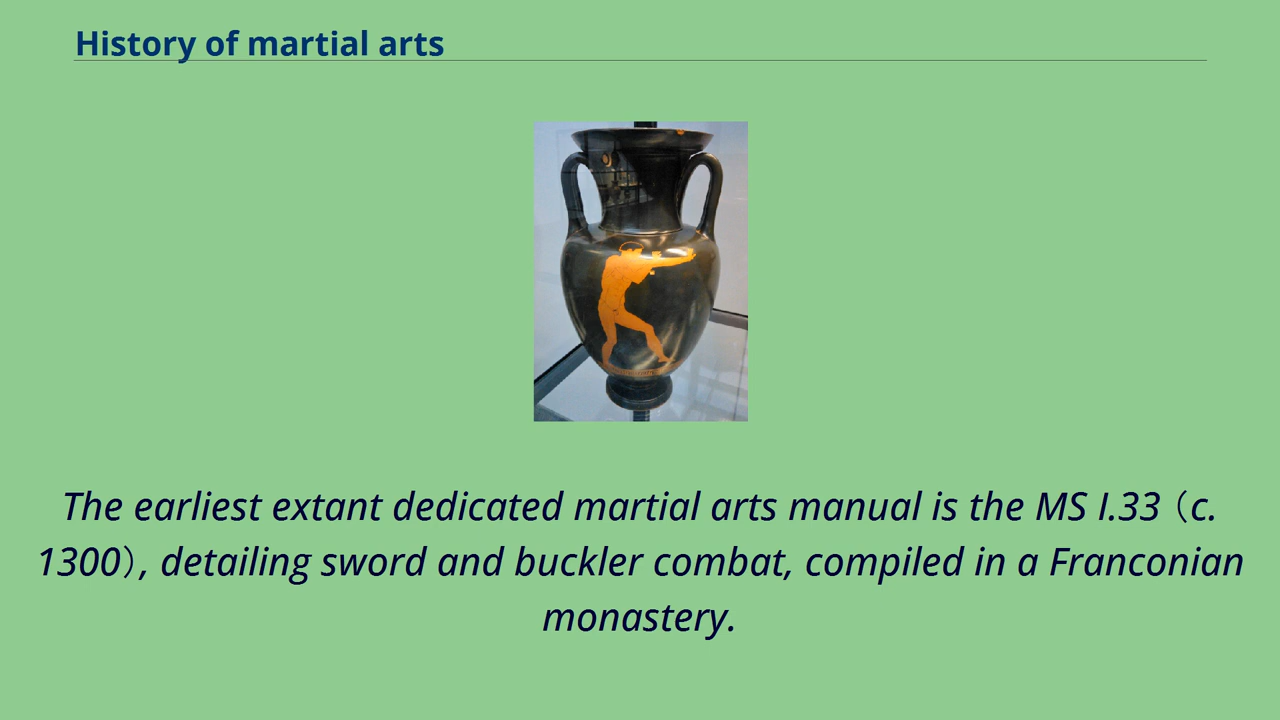 History of martial arts
The earliest extant dedicated martial arts manual is the MS I.33（c.
1300）, detailing sword and buckler combat, compiled in a Franconian
monastery.